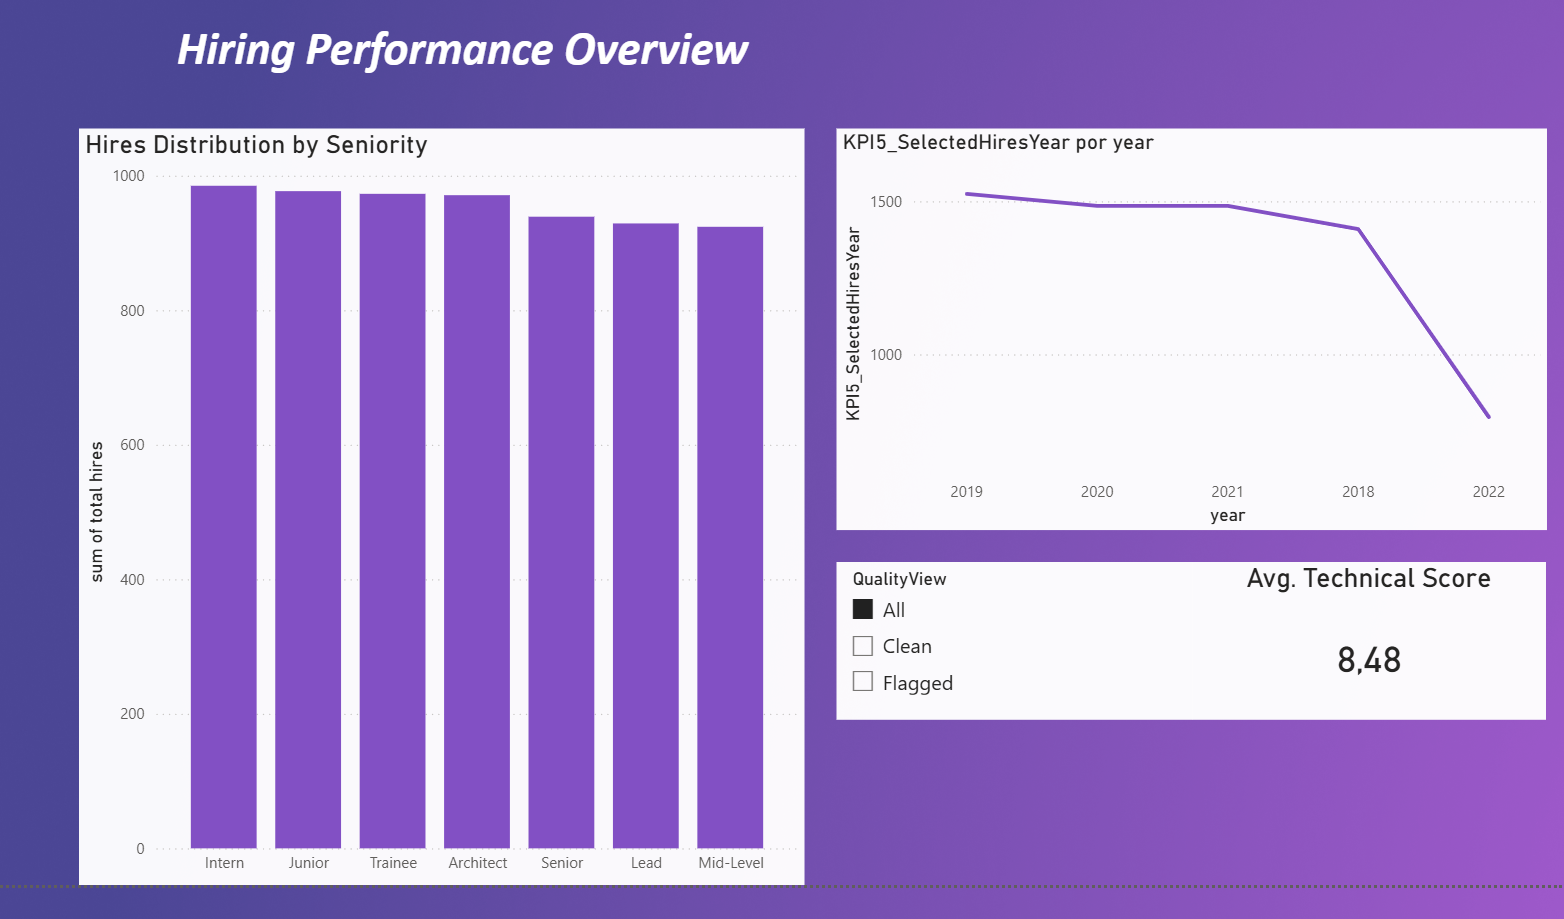 Hiring Performance Overview
Hires Distribution by Seniority
sum of total hires
1000
800
600
400
200
0
Intern Junior Trainee Architect Senior Lead Mid-Level
KPI5_SelectedHiresYear por year
KPI5_SelectedHiresYear
1500
1000
2019 2020 2021 2018 2022
year
QualityView
All
Clean
Flagged
Avg. Technical Score
8,48